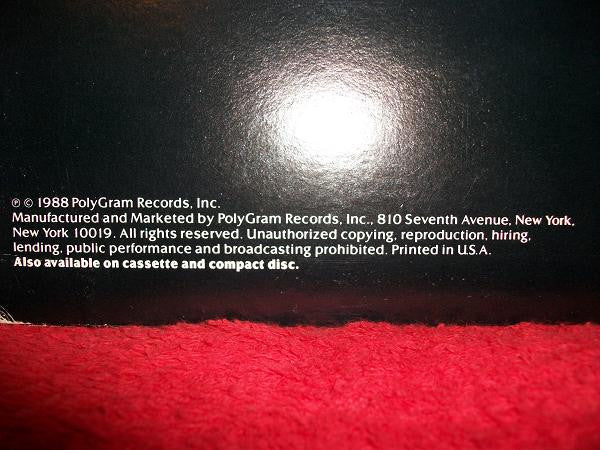 ℗ © 1988 PolyGram Records, Inc.
Manufactured and Marketed by PolyGram Records, Inc., 810 Seventh Avenue, New York,
New York 10019. All rights reserved. Unauthorized copying, reproduction, hiring,
lending, public performance and broadcasting prohibited. Printed in U.S.A.
Also available on cassette and compact disc.